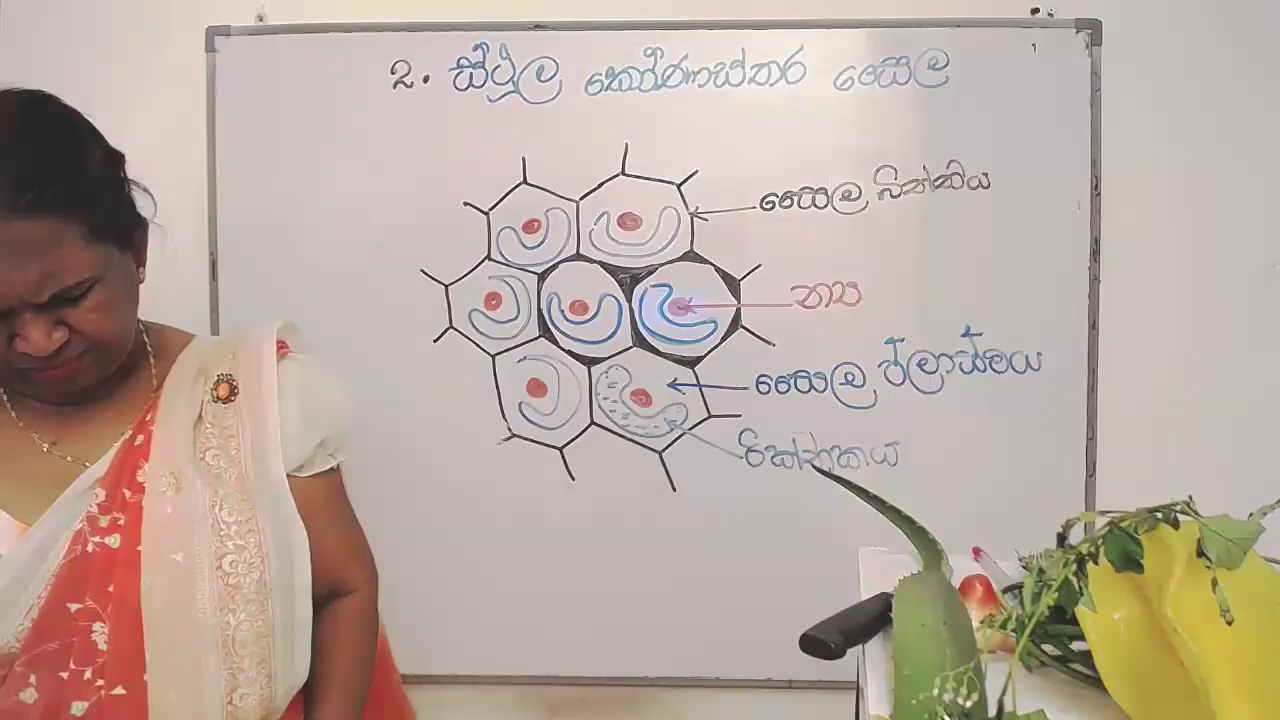 2. ස්ථූල කෝණාස්තර සෛල
සෛල බිත්තිය
න්‍යෂ්ටිය
සෛල ප්ලාස්මය
රික්තකය